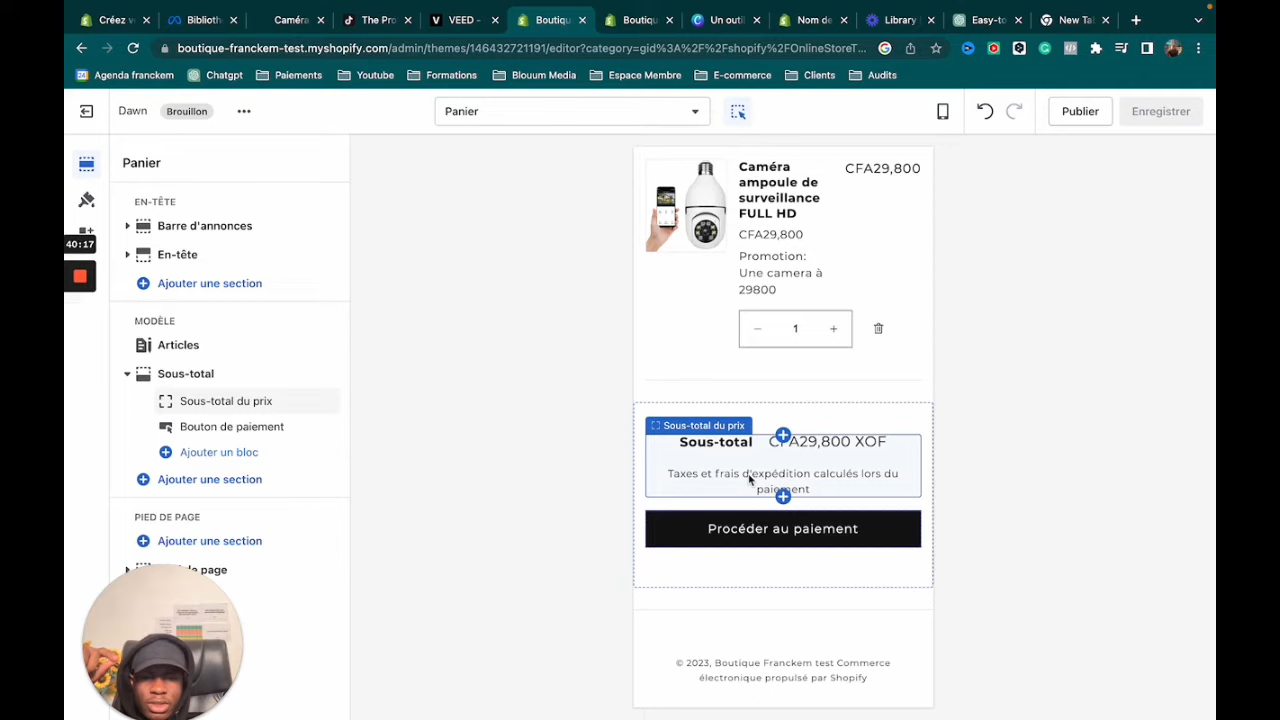 Créez v
Biblioth
Caméra
The Pro
VEED -
Boutiqu
Boutiqu
Un outil
Nom de
Library
Easy-to
New Tab
boutique-franckem-test.myshopify.com/admin/themes/146432721191/editor?category=gid%3A%2F%2Fshopify%2FOnlineStoreT...
Agenda franckem
Chatgpt
Paiements
Youtube
Formations
Blouum Media
Espace Membre
E-commerce
Clients
Audits
Dawn
Brouillon
Panier
Publier
Enregistrer
Panier
EN-TÊTE
Barre d'annonces
En-tête
Ajouter une section
40:17
MODÈLE
Articles
Sous-total
Sous-total du prix
Bouton de paiement
Ajouter un bloc
Ajouter une section
PIED DE PAGE
Ajouter une section
page
Caméra
ampoule de
surveillance
FULL HD
CFA29,800
CFA29,800
Promotion:
Une camera à
29800
1
Sous-total du prix
Sous-total CFA29,800 XOF
Taxes et frais d'expédition calculés lors du
paiement
Procéder au paiement
© 2023, Boutique Franckem test Commerce
électronique propulsé par Shopify